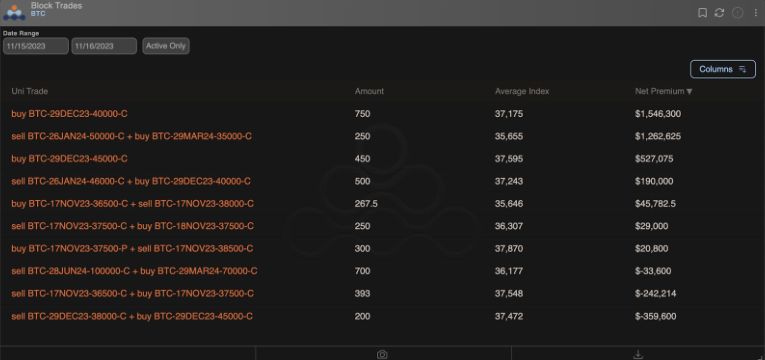 Block Trades
BTC
Date Range
11/15/2023 11/16/2023 Active Only
Columns
Uni Trade Amount Average Index Net Premium▼
buy BTC-29DEC23-40000-C 750 37,175 $1,546,300
sell BTC-26JAN24-50000-C + buy BTC-29MAR24-35000-C 250 35,655 $1,262,625
buy BTC-29DEC23-45000-C 450 37,595 $527,075
sell BTC-26JAN24-46000-C + buy BTC-29DEC23-40000-C 500 37,243 $190,000
buy BTC-17NOV23-36500-C + sell BTC-17NOV23-38000-C 267.5 35,646 $45,782.5
sell BTC-17NOV23-37500-C + buy BTC-18NOV23-37500-C 250 36,307 $29,000
buy BTC-17NOV23-37500-P + sell BTC-17NOV23-38500-C 300 37,870 $20,800
sell BTC-28JUN24-100000-C + buy BTC-29MAR24-70000-C 700 36,177 $-33,600
sell BTC-17NOV23-36500-C + buy BTC-17NOV23-37500-C 393 37,548 $-242,214
sell BTC-29DEC23-38000-C + buy BTC-29DEC23-45000-C 200 37,472 $-359,600